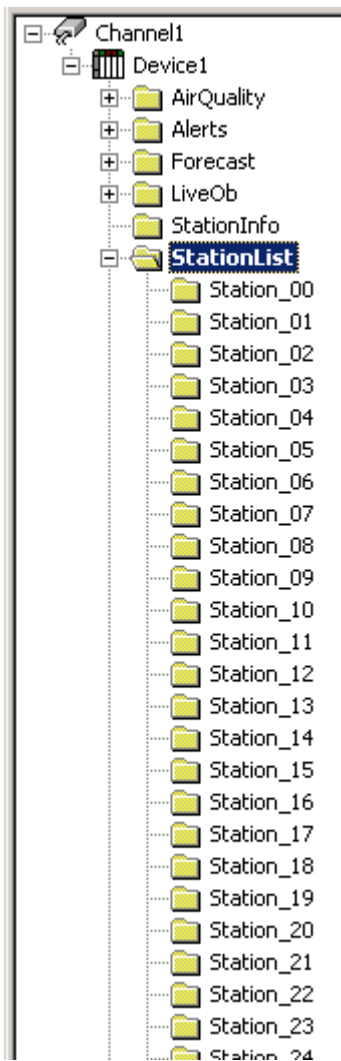 Channel1
Device1
AirQuality
Alerts
Forecast
LiveOb
StationInfo
StationList
Station_00
Station_01
Station_02
Station_03
Station_04
Station_05
Station_06
Station_07
Station_08
Station_09
Station_10
Station_11
Station_12
Station_13
Station_14
Station_15
Station_16
Station_17
Station_18
Station_19
Station_20
Station_21
Station_22
Station_23
Station_24